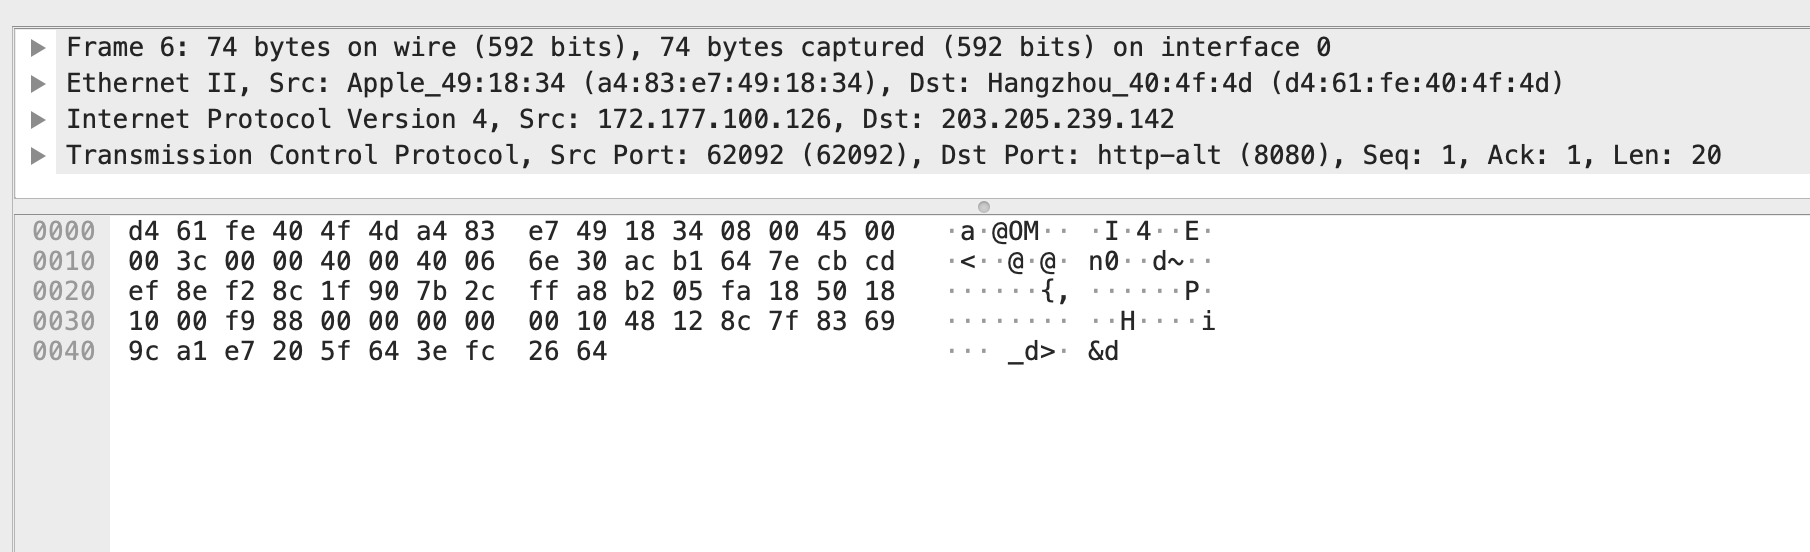 Frame 6: 74 bytes on wire (592 bits), 74 bytes captured (592 bits) on interface 0
Ethernet II, Src: Apple_49:18:34 (a4:83:e7:49:18:34), Dst: Hangzhou_40:4f:4d (d4:61:fe:40:4f:4d)
Internet Protocol Version 4, Src: 172.177.100.126, Dst: 203.205.239.142
Transmission Control Protocol, Src Port: 62092 (62092), Dst Port: http-alt (8080), Seq: 1, Ack: 1, Len: 20
0000 d4 61 fe 40 4f 4d a4 83 e7 49 18 34 08 00 45 00 ·a·@OM·· ·I·4··E·
0010 00 3c 00 00 40 00 40 06 6e 30 ac b1 64 7e cb cd ·<··@·@· n0··d~··
0020 ef 8e f2 8c 1f 90 7b 2c ff a8 b2 05 fa 18 50 18 ······{, ······P·
0030 10 00 f9 88 00 00 00 00 00 10 48 12 8c 7f 83 69 ········ ··H····i
0040 9c a1 e7 20 5f 64 3e fc 26 64 ··· _d>· &d